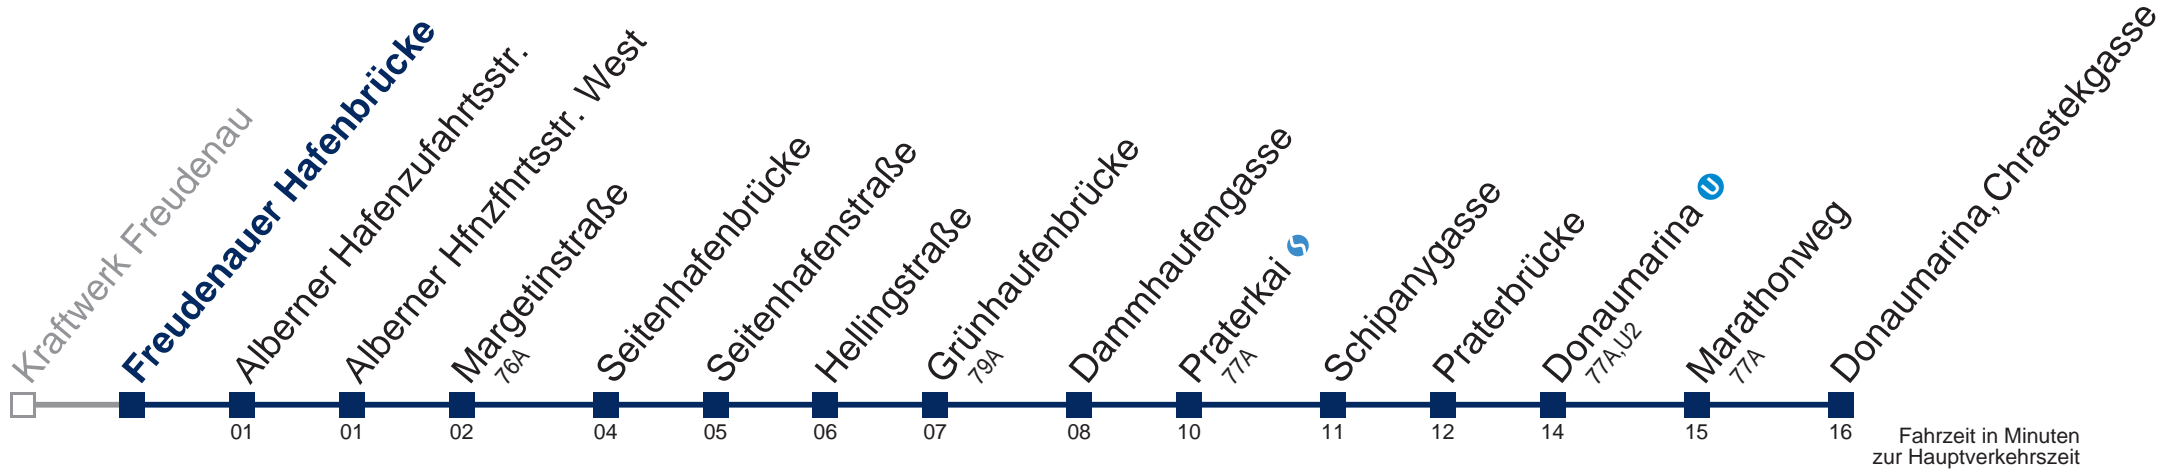 Kraftwerk Freudenau
Freudenauer Hafenbrücke
Alberner Hafenzufahrtsstr.
01
Alberner Hfnzfhrtsstr. West
01
Margetinstraße
76A
02
Seitenhafenbrücke
04
Seitenhafenstraße
05
Hellingstraße
06
Grünhaufenbrücke
79A
07
Dammhaufengasse
08
Praterkai
77A
10
Schipanygasse
11
Praterbrücke
12
Donaumarina U
77A,U2
14
Marathonweg
77A
15
Donaumarina, Chrastekgasse
16
Fahrzeit in Minuten
zur Hauptverkehrszeit